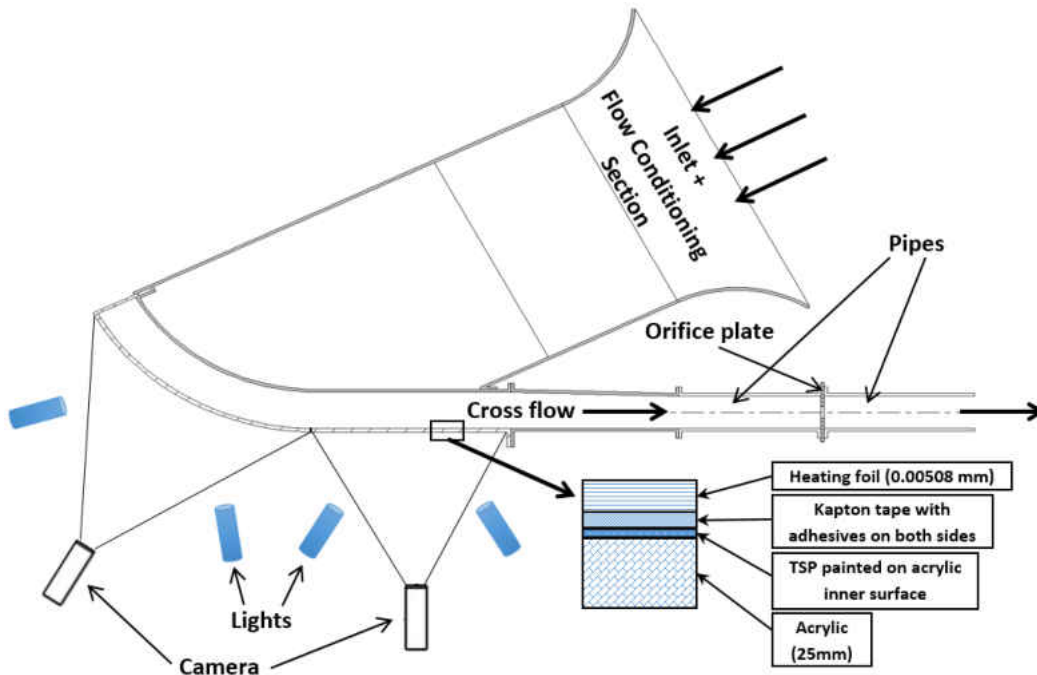 Inlet +
Flow Conditioning
Section
Pipes
Orifice plate
Cross flow
Heating foil (0.00508 mm)
Kapton tape with
adhesives on both sides
TSP painted on acrylic
inner surface
Acrylic
(25mm)
Lights
Camera